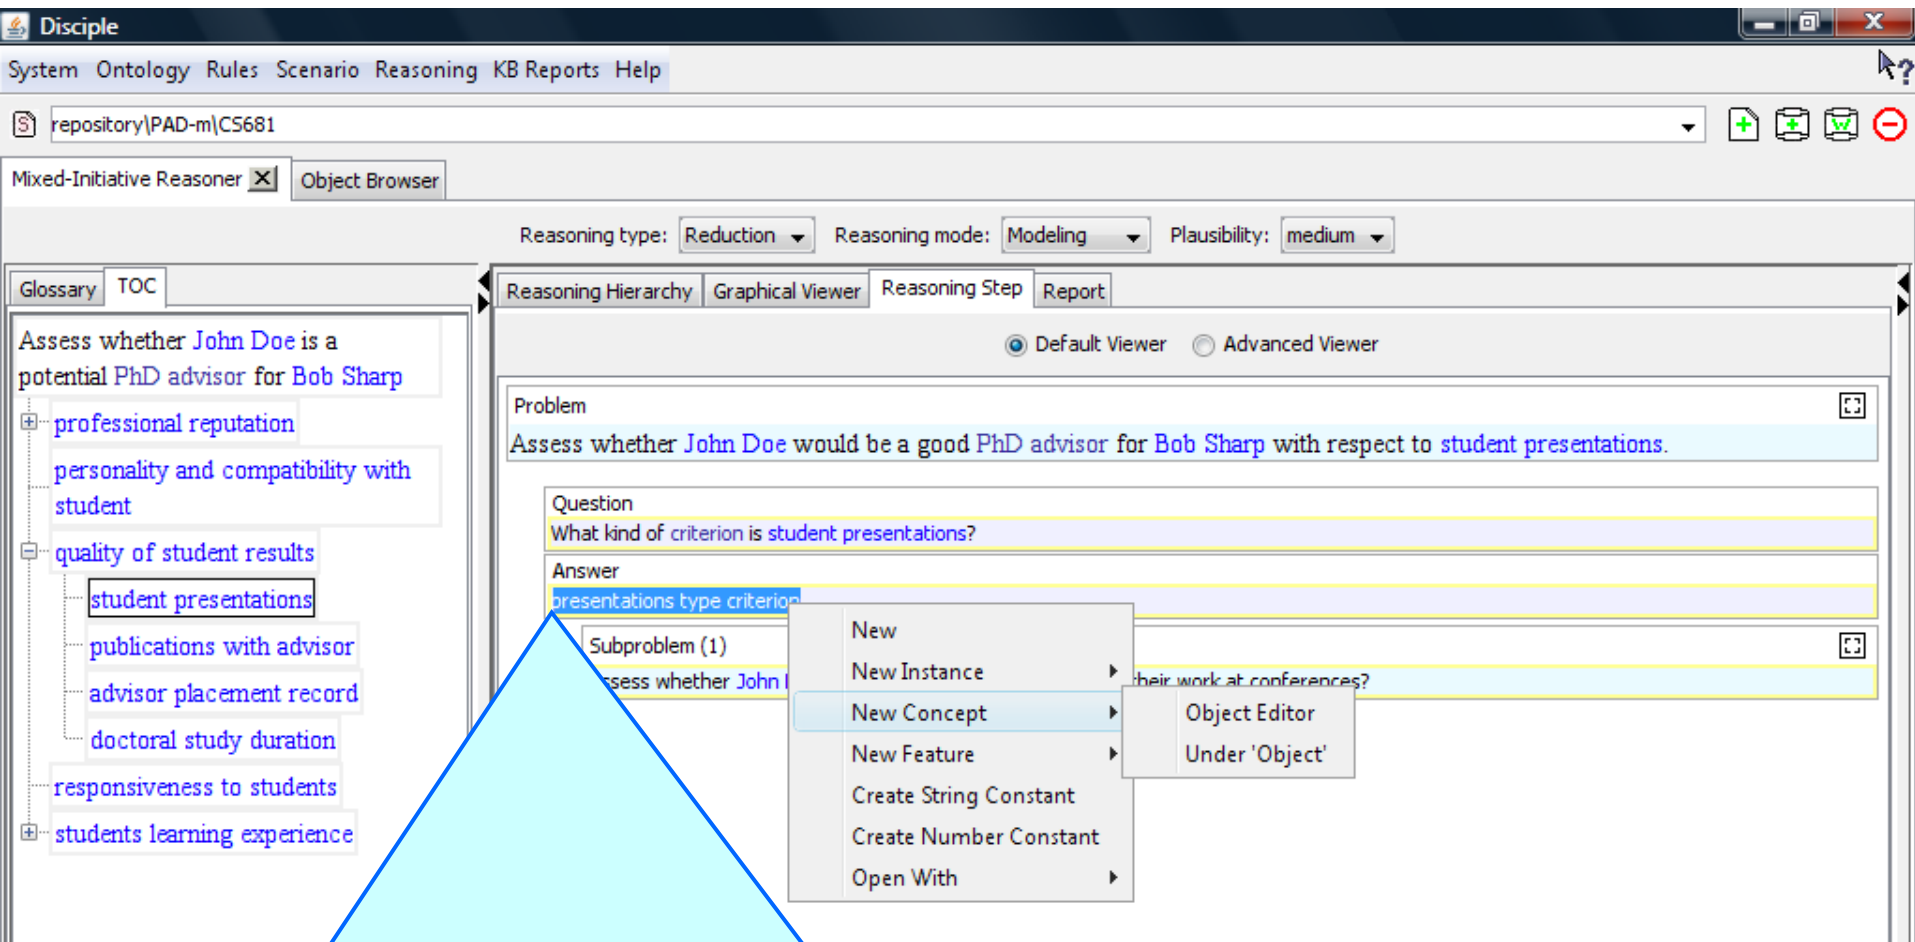 Disciple
System Ontology Rules Scenario Reasoning KB Reports Help
repository\PAD-m\CS681
Mixed-Initiative Reasoner Object Browser
Reasoning type: Reduction Reasoning mode: Modeling Plausibility: medium
Glossary TOC
Assess whether John Doe is a
potential PhD advisor for Bob Sharp
professional reputation
personality and compatibility with
student
quality of student results
student presentations
publications with advisor
advisor placement record
doctoral study duration
responsiveness to students
students learning experience
Reasoning Hierarchy Graphical Viewer Reasoning Step Report
Default Viewer Advanced Viewer
Problem
Assess whether John Doe would be a good PhD advisor for Bob Sharp with respect to student presentations.
Question
What kind of criterion is student presentations?
Answer
presentations type criterion
Subproblem (1)
whether John their work at conferences?
New
New Instance
New Concept
New Feature
Create String Constant
Create Number Constant
Open With
Object Editor
Under 'Object'